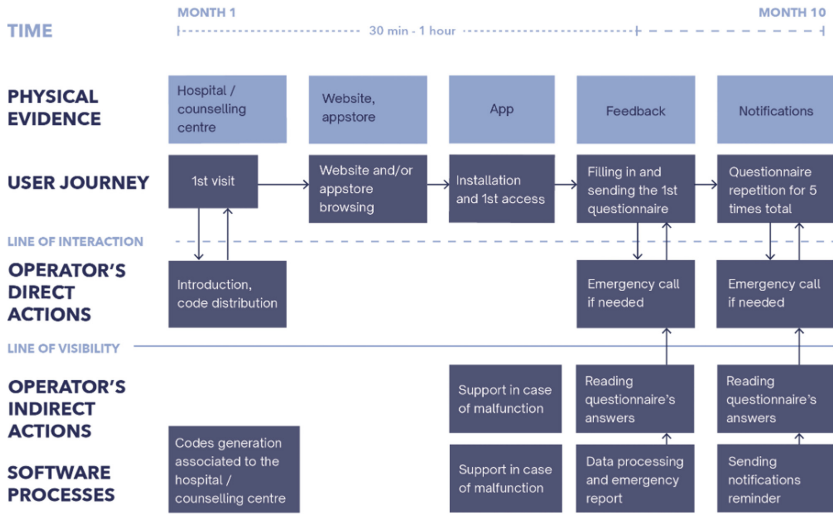 MONTH 1
MONTH 10
TIME
30 min - 1 hour
PHYSICAL
EVIDENCE
Hospital /
counselling
centre
Website,
appstore
App
Feedback
Notifications
USER JOURNEY
1st visit
Website and/or
appstore
browsing
Installation
and 1st access
Filling in and
sending the 1st
questionnaire
Questionnaire
repetition for 5
times total
LINE OF INTERACTION
OPERATOR'S
DIRECT
ACTIONS
Introduction,
code distribution
Emergency call
if needed
Emergency call
if needed
LINE OF VISIBILITY
OPERATOR'S
INDIRECT
ACTIONS
Support in case
of malfunction
Reading
questionnaire's
answers
Reading
questionnaire's
answers
SOFTWARE
PROCESSES
Codes generation
associated to the
hospital /
counselling centre
Support in case
of malfunction
Data processing
and emergency
report
Sending
notifications
reminder